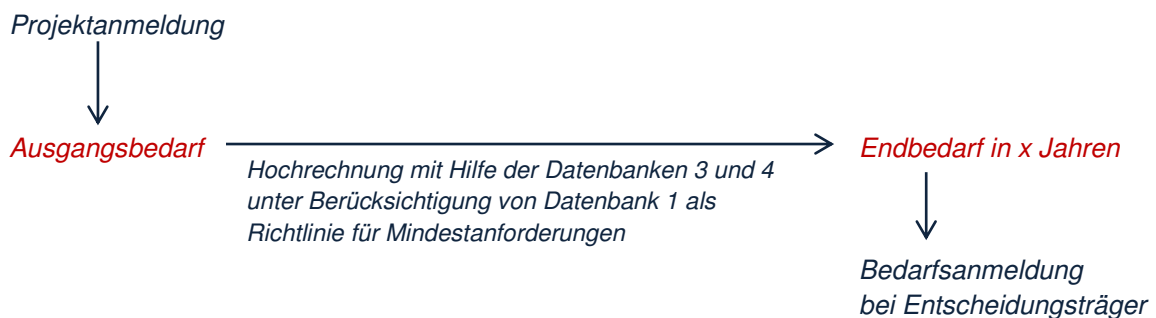 Projektanmeldung
Ausgangsbedarf
Hochrechnung mit Hilfe der Datenbanken 3 und 4
unter Berücksichtigung von Datenbank 1 als
Richtlinie für Mindestanforderungen
Endbedarf in x Jahren
Bedarfsanmeldung
bei Entscheidungsträger